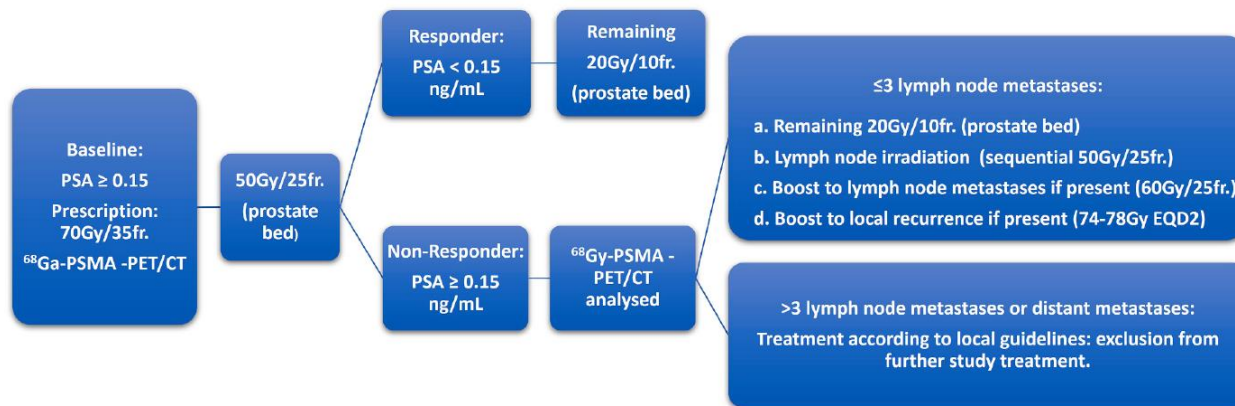 Baseline:
PSA ≥ 0.15
Prescription:
70Gy/35fr.
⁶⁸Ga-PSMA -PET/CT
50Gy/25fr.
(prostate
bed)
Responder:
PSA < 0.15
ng/mL
Remaining
20Gy/10fr.
(prostate bed)
Non-Responder:
PSA ≥ 0.15
ng/mL
⁶⁸Gy-PSMA -
PET/CT
analysed
≤3 lymph node metastases:
a. Remaining 20Gy/10fr. (prostate bed)
b. Lymph node irradiation (sequential 50Gy/25fr.)
c. Boost to lymph node metastases if present (60Gy/25fr.)
d. Boost to local recurrence if present (74-78Gy EQD2)
>3 lymph node metastases or distant metastases:
Treatment according to local guidelines: exclusion from
further study treatment.